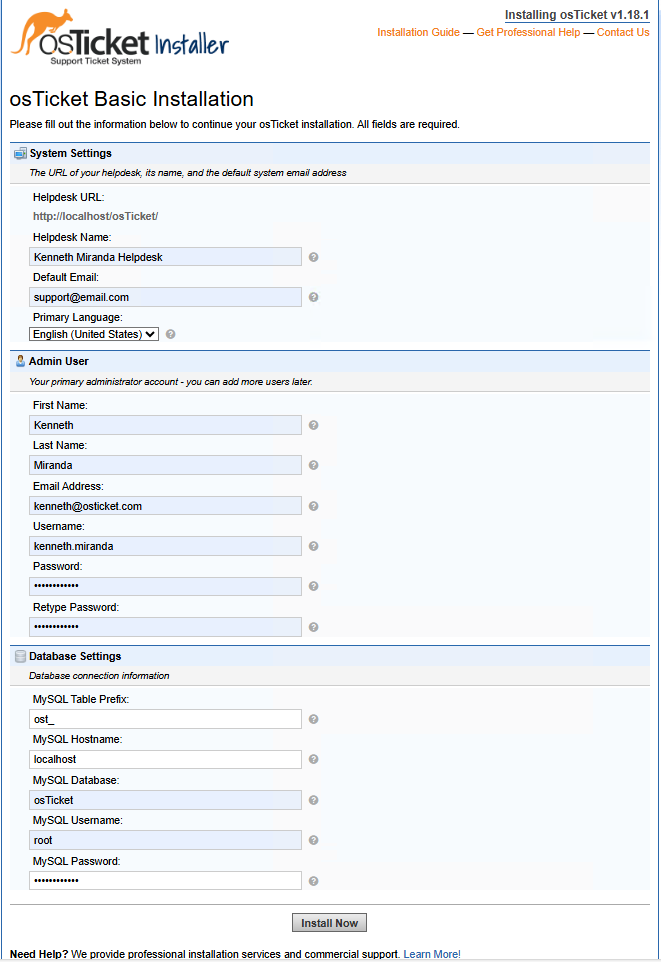 osTicket Installer
Support Ticket System
Installing osTicket v1.18.1
Installation Guide — Get Professional Help — Contact Us
osTicket Basic Installation
Please fill out the information below to continue your osTicket installation. All fields are required.
System Settings
The URL of your helpdesk, its name, and the default system email address
Helpdesk URL:
http://localhost/osTicket/
Helpdesk Name:
Kenneth Miranda Helpdesk
Default Email:
support@email.com
Primary Language:
English (United States)
Admin User
Your primary administrator account - you can add more users later.
First Name:
Kenneth
Last Name:
Miranda
Email Address:
kenneth@osticket.com
Username:
kenneth.miranda
Password:
••••••••••••
Retype Password:
••••••••••••
Database Settings
Database connection information
MySQL Table Prefix:
ost_
MySQL Hostname:
localhost
MySQL Database:
osTicket
MySQL Username:
root
MySQL Password:
••••••••••••
Install Now
Need Help? We provide professional installation services and commercial support. Learn More!